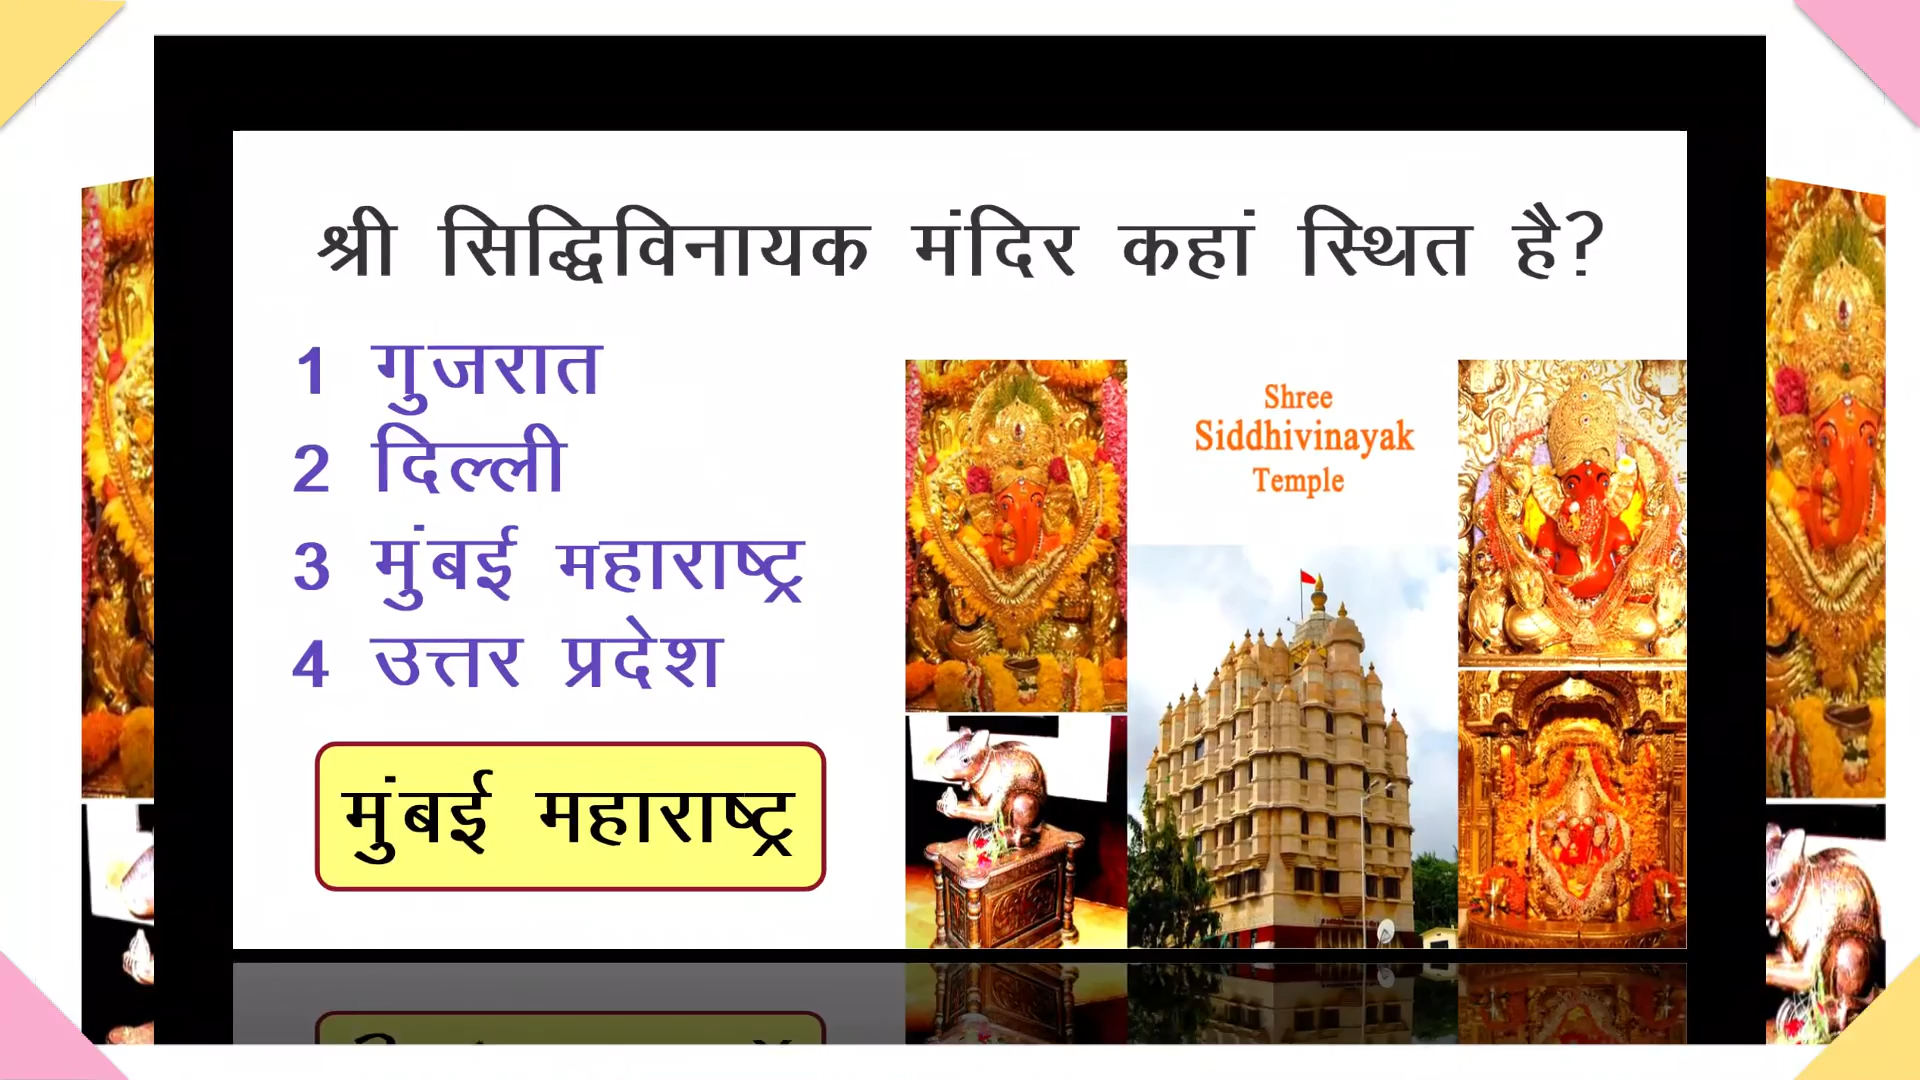 श्री सिद्धिविनायक मंदिर कहां स्थित है?
1 गुजरात
2 दिल्ली
3 मुंबई महाराष्ट्र
4 उत्तर प्रदेश
मुंबई महाराष्ट्र
Shree
Siddhivinayak
Temple